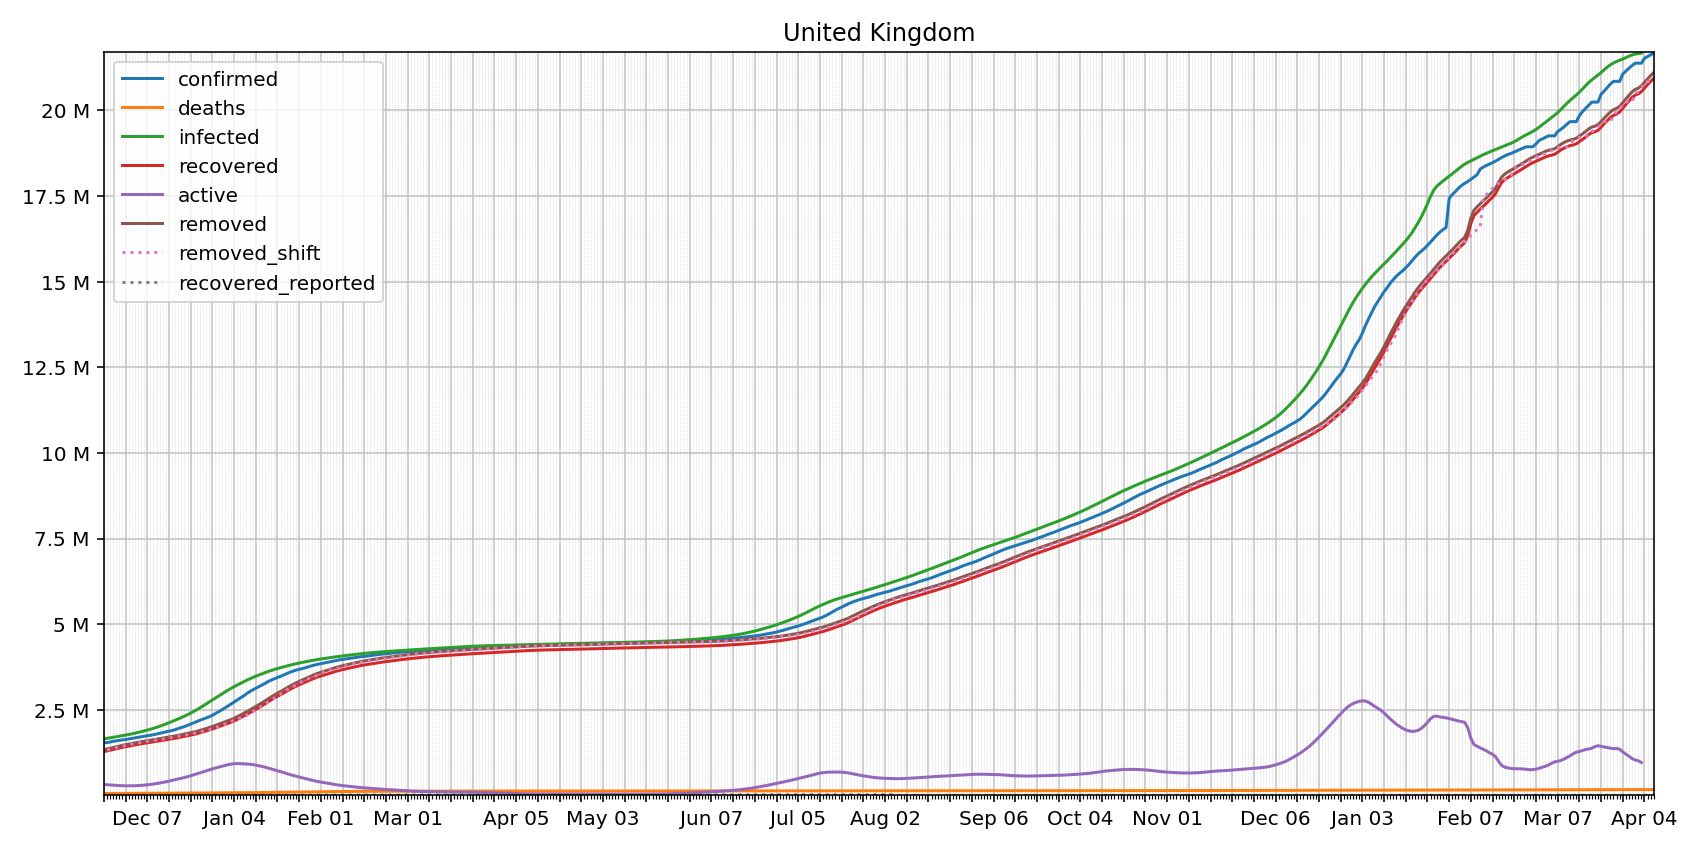 United Kingdom
confirmed
deaths
infected
recovered
active
removed
removed_shift
recovered_reported
20 M
17.5 M
15 M
12.5 M
10 M
7.5 M
5 M
2.5 M
Dec 07 Jan 04 Feb 01 Mar 01 Apr 05 May 03 Jun 07 Jul 05 Aug 02 Sep 06 Oct 04 Nov 01 Dec 06 Jan 03 Feb 07 Mar 07 Apr 04